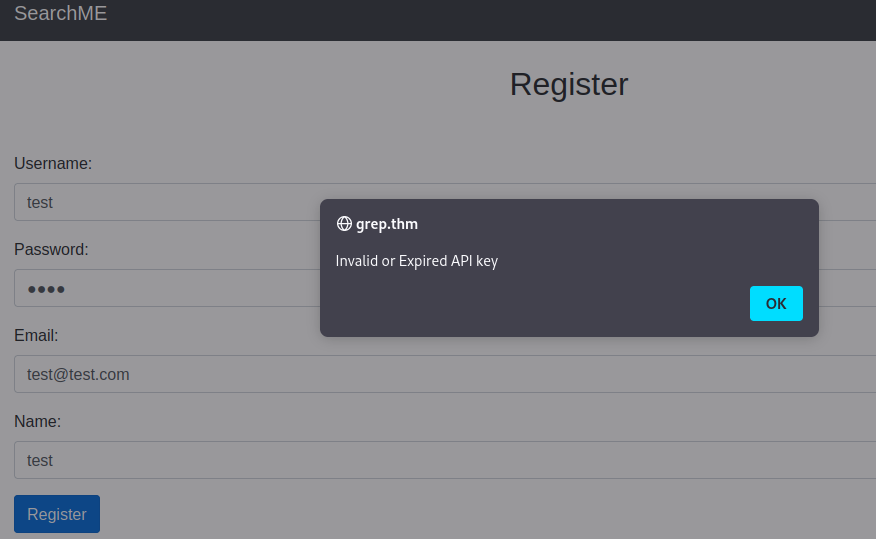 SearchME
Register
Username:
test
grep.thm
Password:
Invalid or Expired API key
••••
OK
Email:
test@test.com
Name:
test
Register